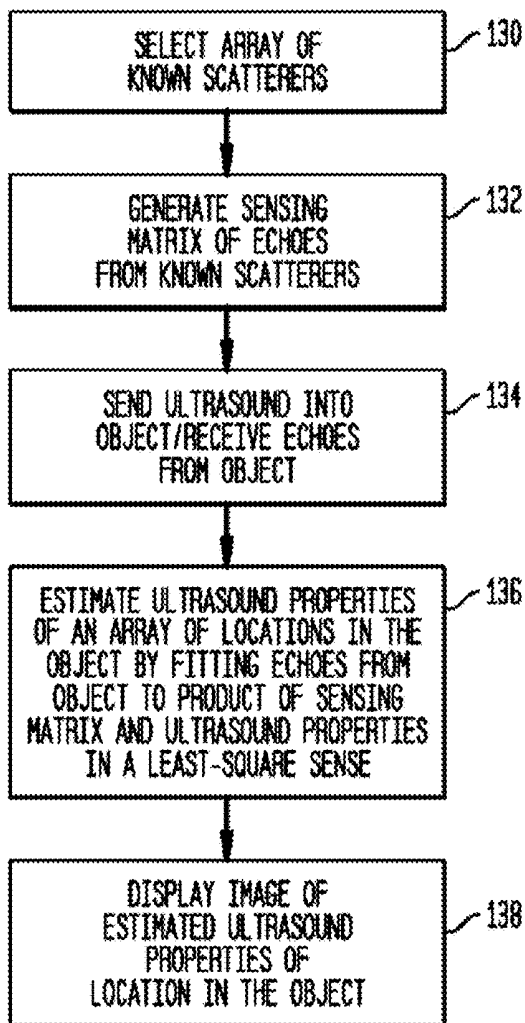 SELECT ARRAY OF
KNOWN SCATTERERS
130
GENERATE SENSING
MATRIX OF ECHOES
FROM KNOWN SCATTERERS
132
SEND ULTRASOUND INTO
OBJECT/RECEIVE ECHOES
FROM OBJECT
134
ESTIMATE ULTRASOUND PROPERTIES
OF AN ARRAY OF LOCATIONS IN THE
OBJECT BY FITTING ECHOES FROM
OBJECT TO PRODUCT OF SENSING
MATRIX AND ULTRASOUND PROPERTIES
IN A LEAST-SQUARE SENSE
136
DISPLAY IMAGE OF
ESTIMATED ULTRASOUND
PROPERTIES OF
LOCATION IN THE OBJECT
138